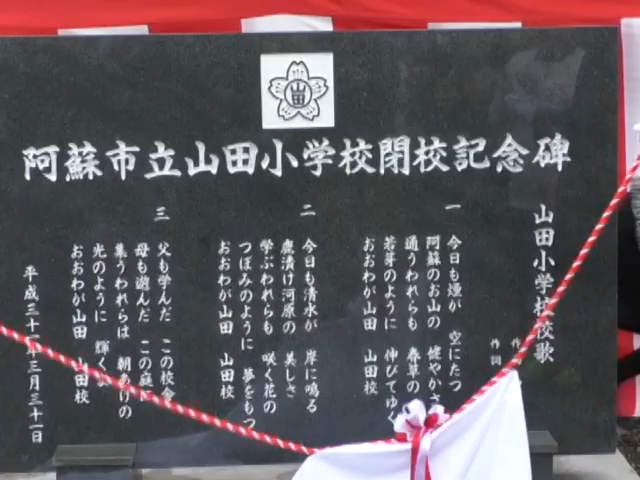 山田
阿蘇市立山田小学校閉校記念碑
山田小学校校歌
作詞
作
一
今日も煙が 空にたつ
阿蘇のお山の 健やかさ
通うわれらも 春草の
若芽のように 伸びてゆ
おおわが山田 山田校
二
今日も清水が 岸に鳴る
鹿漬け河原の 美しさ
学ぶわれらも 咲く花の
つぼみのように 夢をもつ
おおわが山田 山田校
三
父も学んだ この校舎
母も遊んだ この庭に
集うわれらは 朝あけの
光のように 輝く
おおわが山田 山田校
平成三十一年三月三十一日